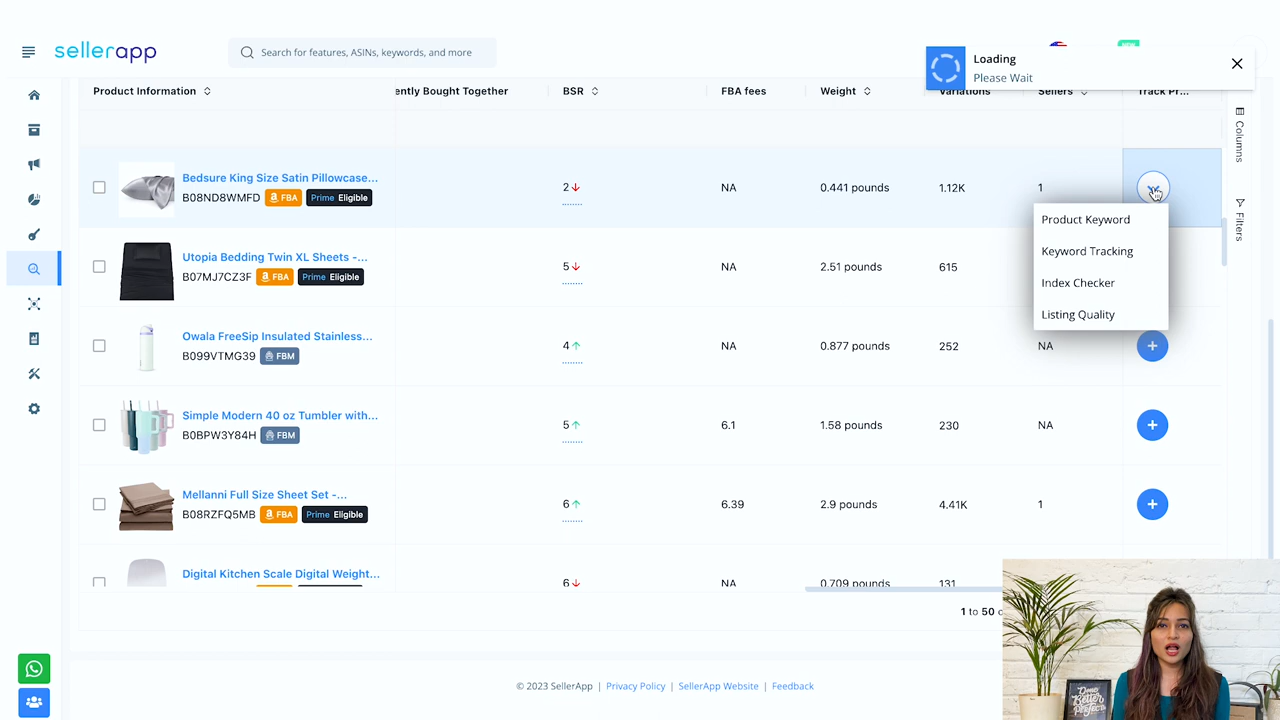 sellerapp
Search for features, ASINs, keywords, and more
Loading
Please Wait
Product Information
ently Bought Together
BSR
FBA fees
Weight
Variations
Sellers
Track Pr...
Columns
Filters
Bedsure King Size Satin Pillowcase...
B08ND8WMFD FBA Prime Eligible
2 NA 0.441 pounds 1.12K 1
Product Keyword
Keyword Tracking
Index Checker
Listing Quality
Utopia Bedding Twin XL Sheets -...
B07MJ7CZ3F FBA Prime Eligible
5 NA 2.51 pounds 615
Owala FreeSip Insulated Stainless...
B099VTMG39 FBM
4 NA 0.877 pounds 252 NA
Simple Modern 40 oz Tumbler with...
B0BPW3Y84H FBM
5 6.1 1.58 pounds 230 NA
Mellanni Full Size Sheet Set -...
B08RZFQ5MB FBA Prime Eligible
6 6.39 2.9 pounds 4.41K 1
Digital Kitchen Scale Digital Weight...
6 NA 0.709 pounds 131
1 to 50 o
© 2023 SellerApp | Privacy Policy | SellerApp Website | Feedback
Done
Better
Perfect